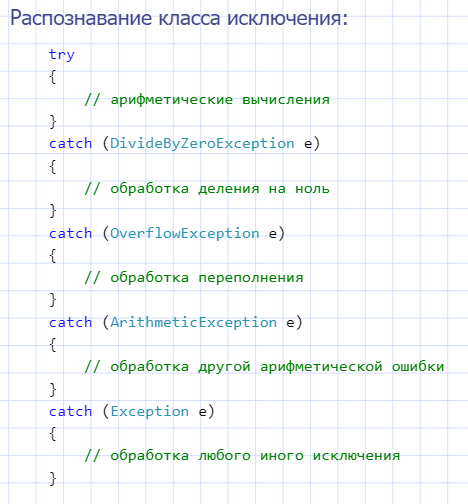 Распознавание класса исключения:
try
{
// арифметические вычисления
}
catch (DivideByZeroException e)
{
// обработка деления на ноль
}
catch (OverflowException e)
{
// обработка переполнения
}
catch (ArithmeticException e)
{
// обработка другой арифметической ошибки
}
catch (Exception e)
{
// обработка любого иного исключения
}